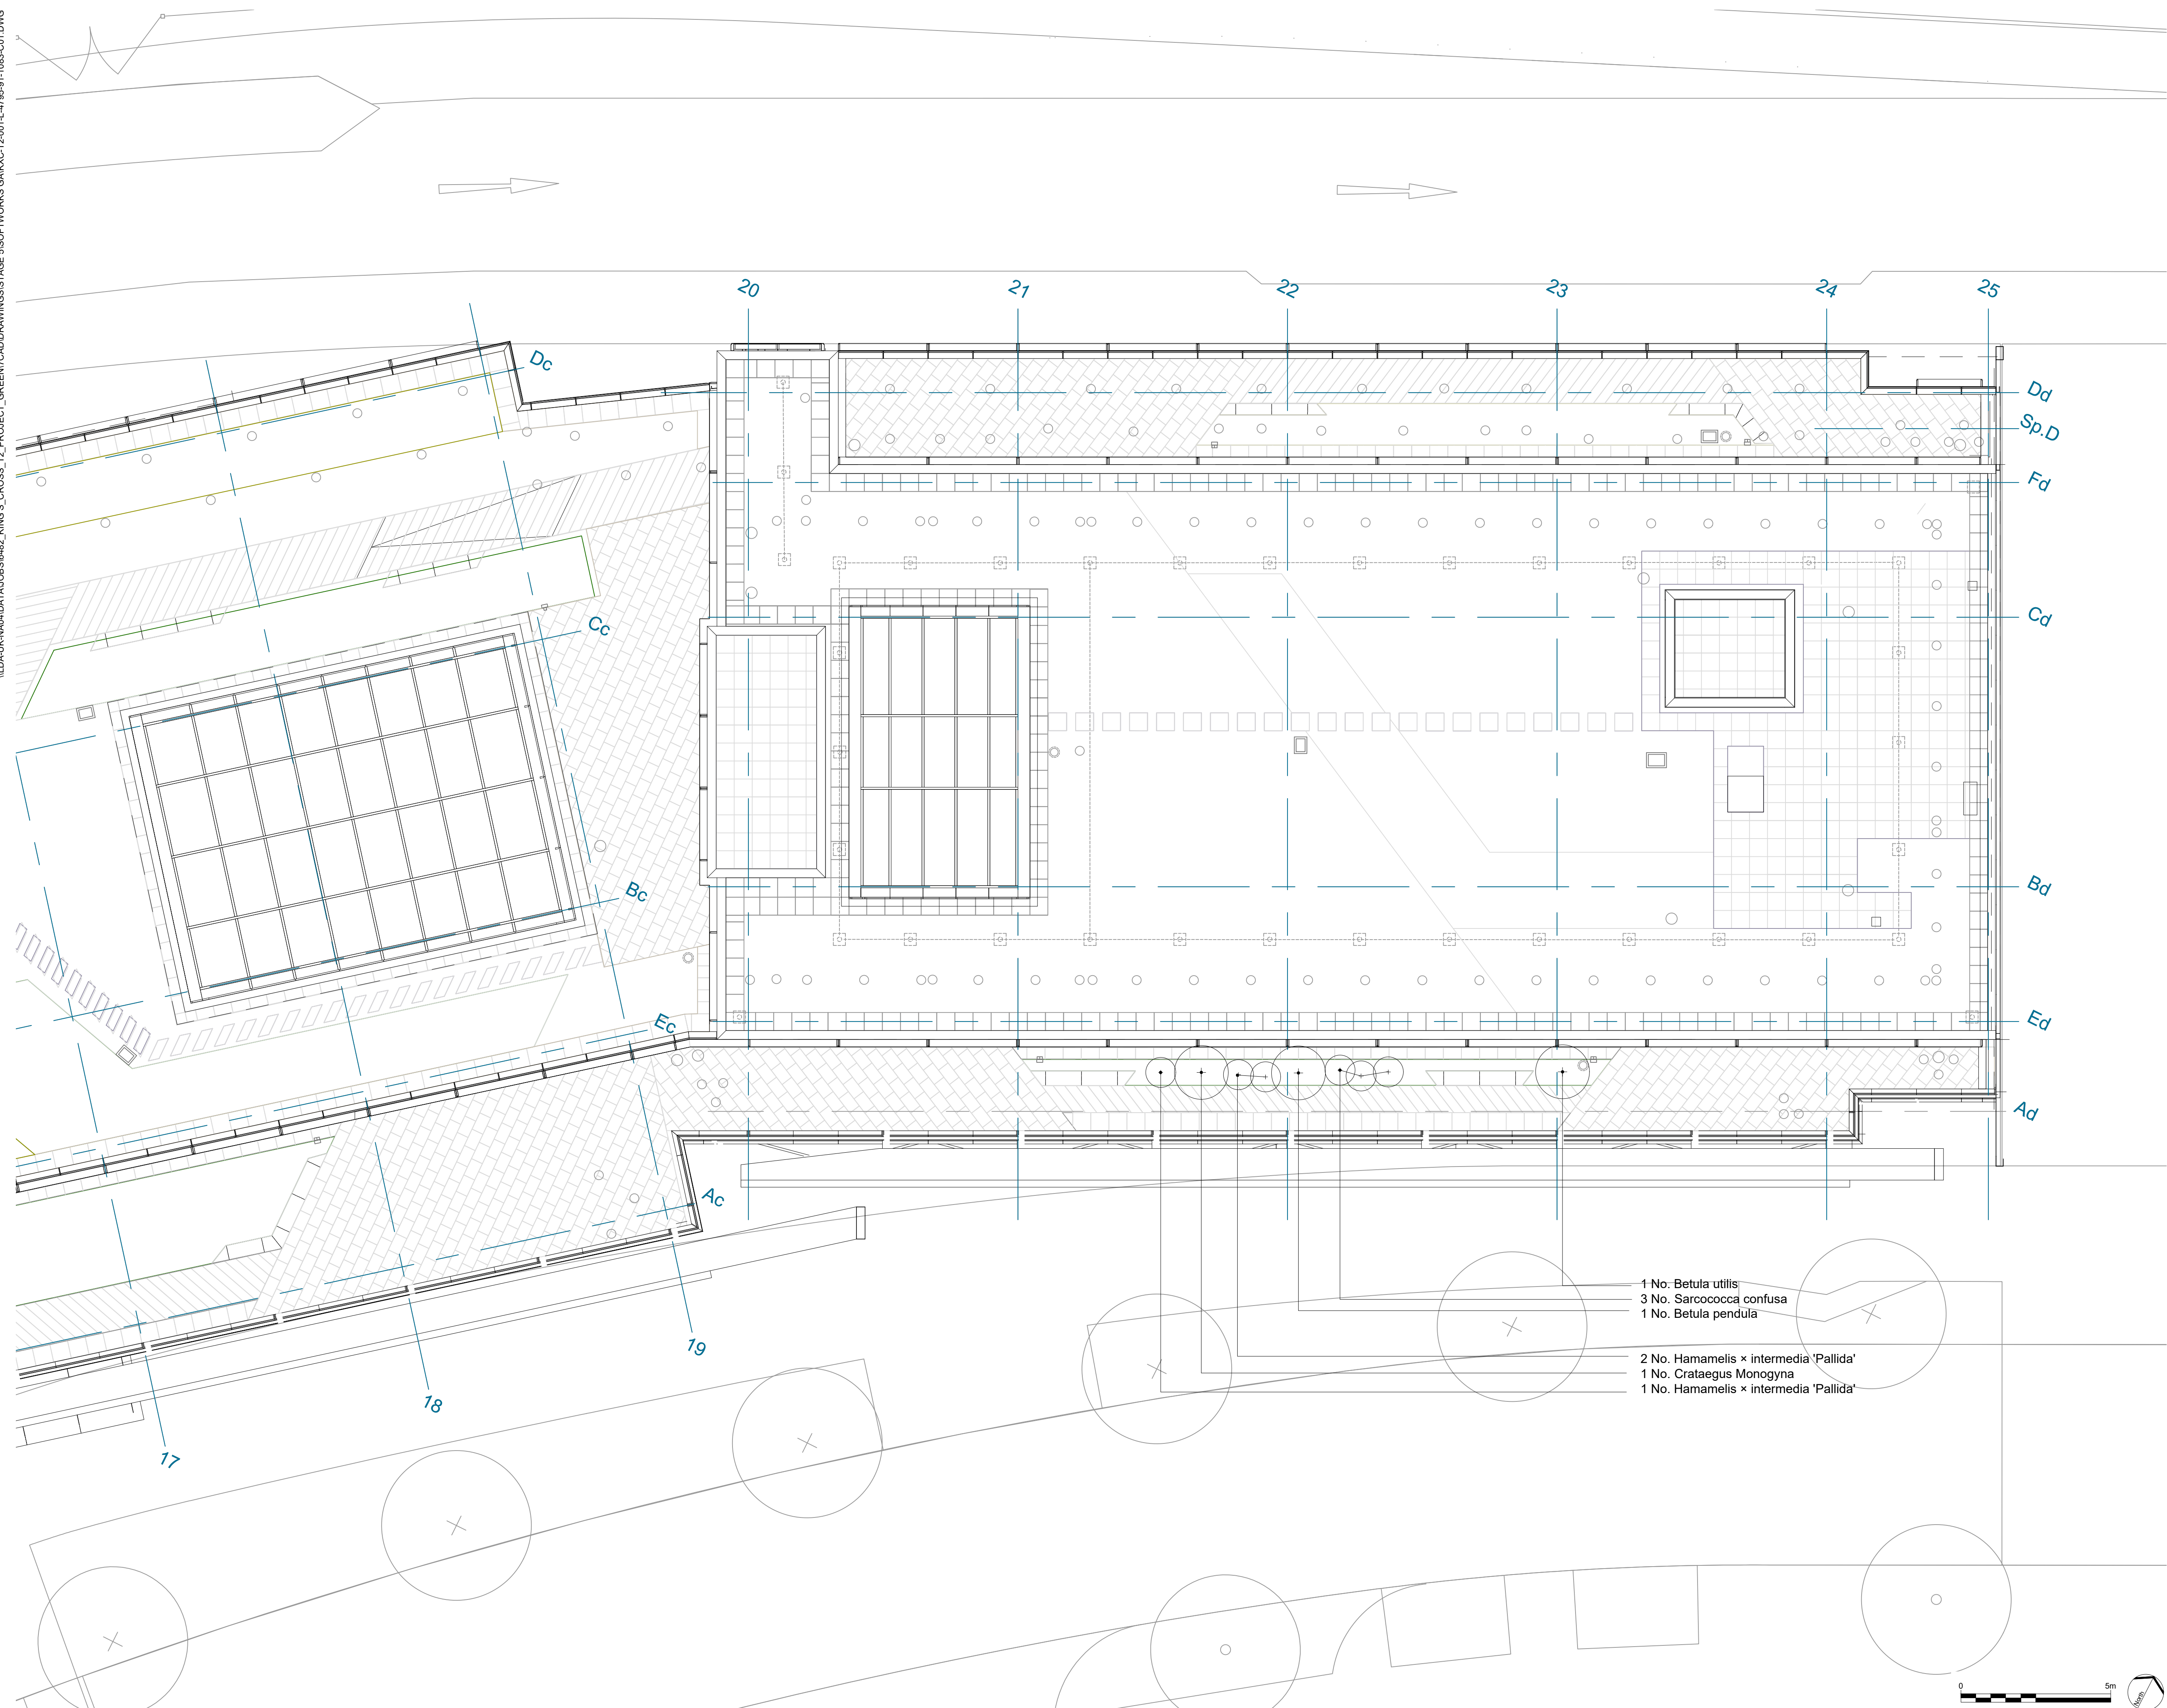 20
21
22
23
24
25
Dc
Dd
Sp.D
Fd
Cc
Cd
Bc
Bd
Ec
Ed
Ac
Ad
19
18
17
1 No. Betula utilis
3 No. Sarcococca confusa
1 No. Betula pendula
2 No. Hamamelis × intermedia 'Pallida'
1 No. Crataegus Monogyna
1 No. Hamamelis × intermedia 'Pallida'
0
5m
North